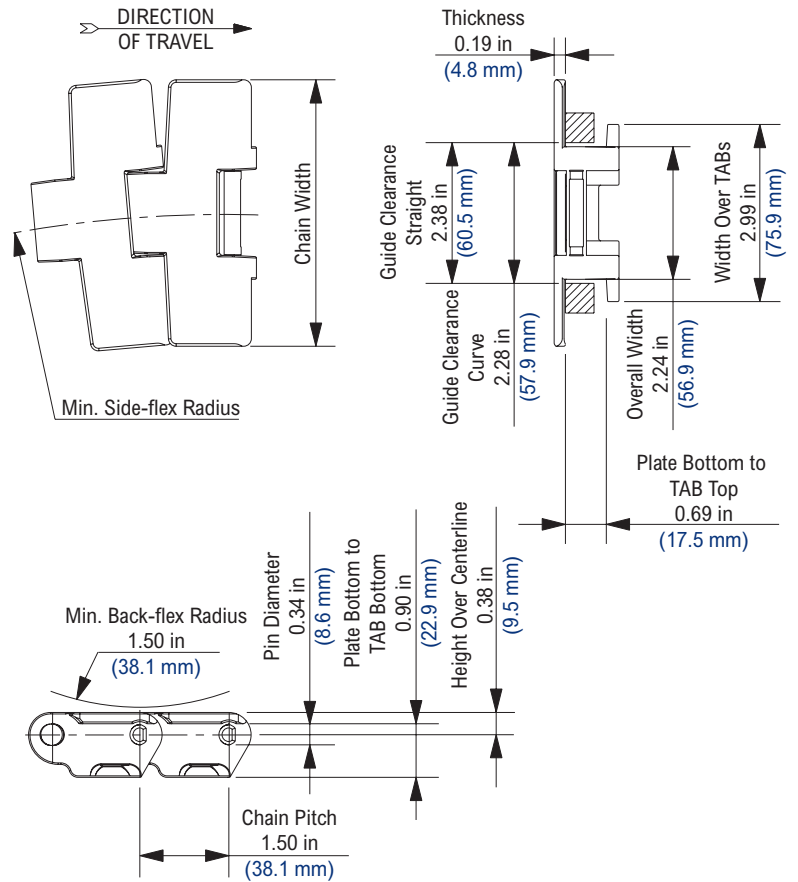 DIRECTION
OF TRAVEL
Chain Width
Min. Side-flex Radius
Thickness
0.19 in
(4.8 mm)
Guide Clearance
Straight
2.38 in
(60.5 mm)
Guide Clearance
Curve
2.28 in
(57.9 mm)
Width Over TABs
2.99 in
(75.9 mm)
Overall Width
2.24 in
(56.9 mm)
Plate Bottom to
TAB Top
0.69 in
(17.5 mm)
Min. Back-flex Radius
1.50 in
(38.1 mm)
Pin Diameter
0.34 in
(8.6 mm)
Plate Bottom to
TAB Bottom
0.90 in
(22.9 mm)
Height Over Centerline
0.38 in
(9.5 mm)
Chain Pitch
1.50 in
(38.1 mm)